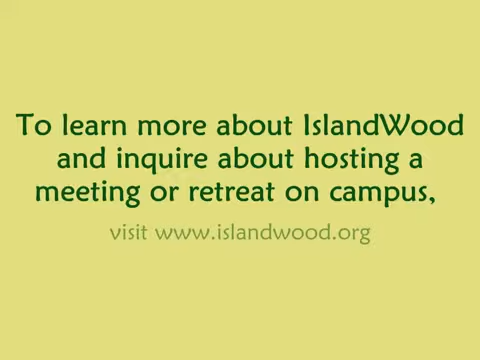 To learn more about IslandWood
and inquire about hosting a
meeting or retreat on campus,
visit www.islandwood.org